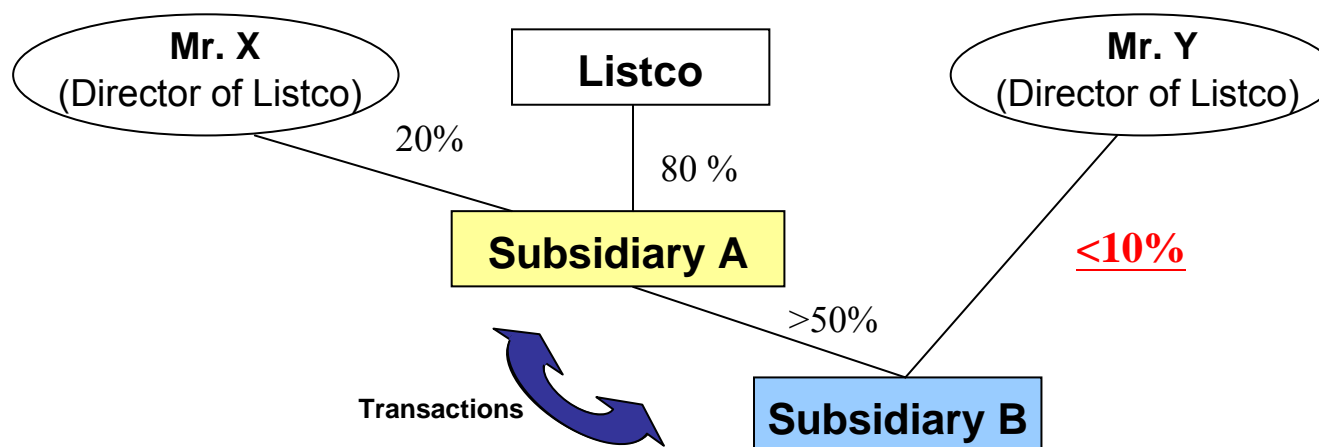 Mr. X
(Director of Listco)
Listco
Mr. Y
(Director of Listco)
20%
80 %
Subsidiary A
<10%
>50%
Transactions
Subsidiary B